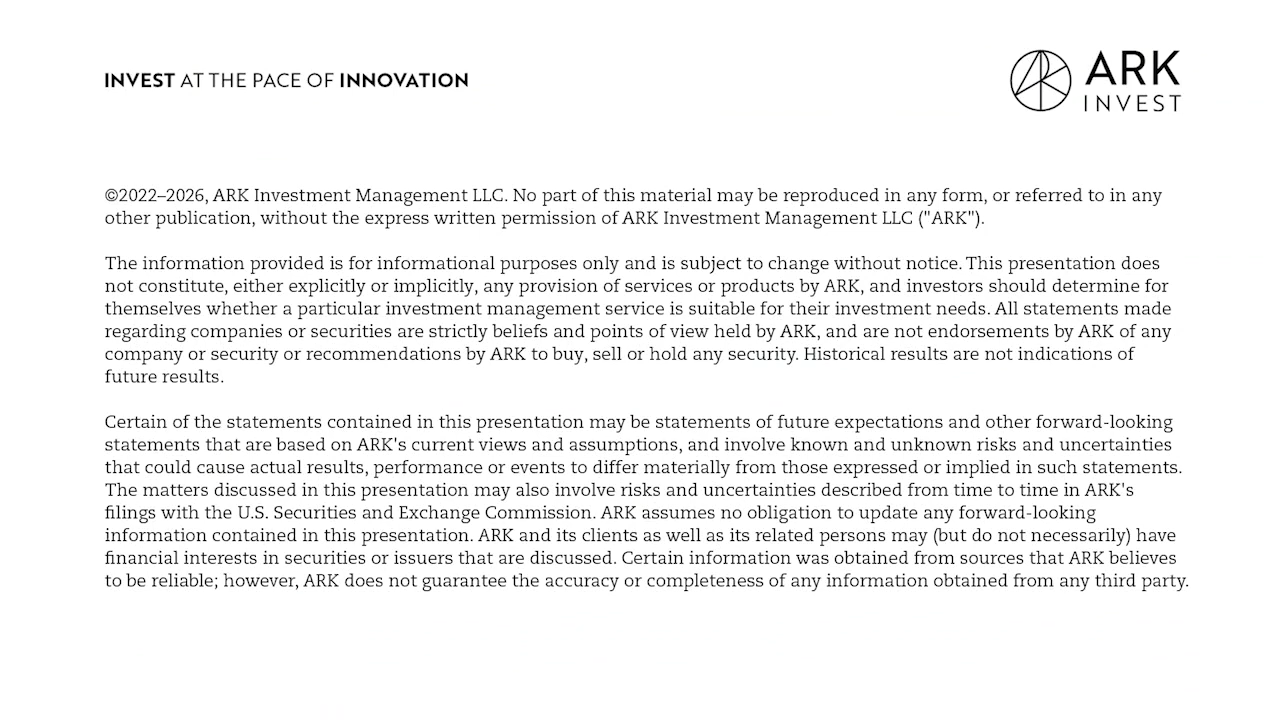 INVEST AT THE PACE OF INNOVATION
ARK
INVEST
©2022–2026, ARK Investment Management LLC. No part of this material may be reproduced in any form, or referred to in any
other publication, without the express written permission of ARK Investment Management LLC ("ARK").
The information provided is for informational purposes only and is subject to change without notice. This presentation does
not constitute, either explicitly or implicitly, any provision of services or products by ARK, and investors should determine for
themselves whether a particular investment management service is suitable for their investment needs. All statements made
regarding companies or securities are strictly beliefs and points of view held by ARK, and are not endorsements by ARK of any
company or security or recommendations by ARK to buy, sell or hold any security. Historical results are not indications of
future results.
Certain of the statements contained in this presentation may be statements of future expectations and other forward-looking
statements that are based on ARK's current views and assumptions, and involve known and unknown risks and uncertainties
that could cause actual results, performance or events to differ materially from those expressed or implied in such statements.
The matters discussed in this presentation may also involve risks and uncertainties described from time to time in ARK's
filings with the U.S. Securities and Exchange Commission. ARK assumes no obligation to update any forward-looking
information contained in this presentation. ARK and its clients as well as its related persons may (but do not necessarily) have
financial interests in securities or issuers that are discussed. Certain information was obtained from sources that ARK believes
to be reliable; however, ARK does not guarantee the accuracy or completeness of any information obtained from any third party.